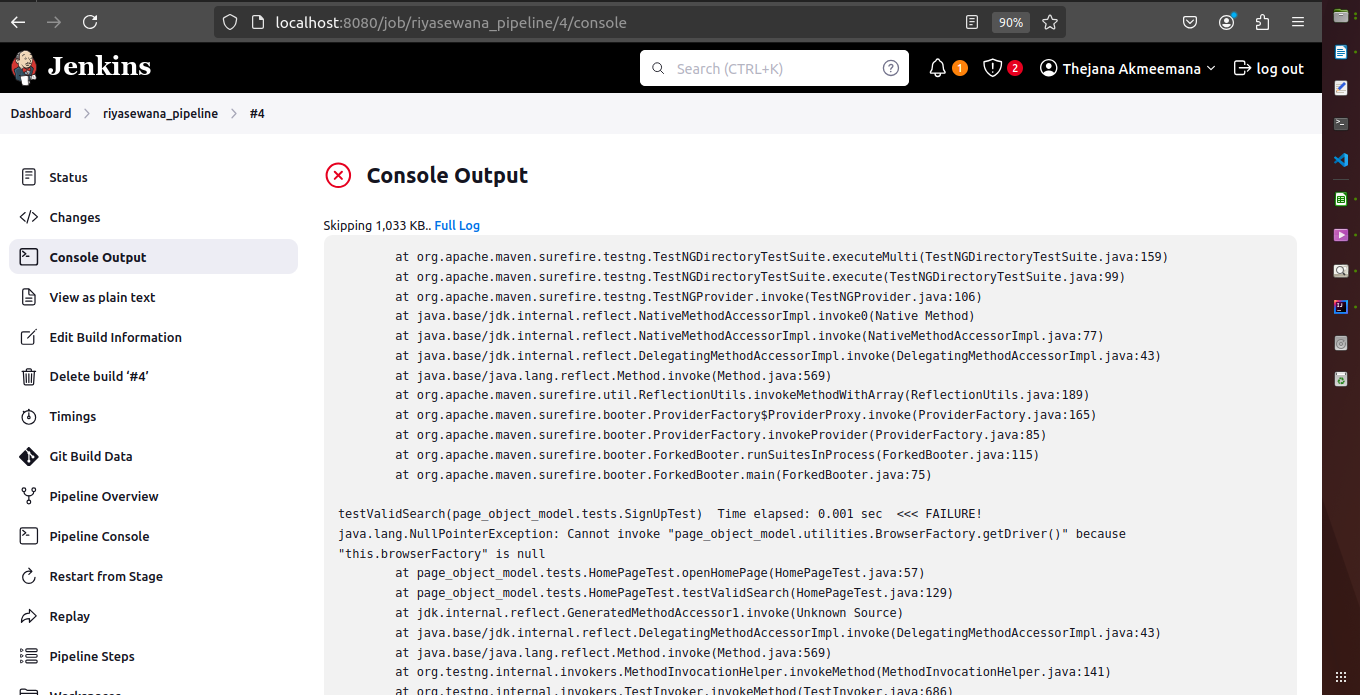 localhost:8080/job/riyasewana_pipeline/4/console
90%
Jenkins
Search (CTRL+K)
1
2
Thejana Akmeemana
log out
Dashboard
riyasewana_pipeline
#4
Status
Changes
Console Output
View as plain text
Edit Build Information
Delete build ‘#4’
Timings
Git Build Data
Pipeline Overview
Pipeline Console
Restart from Stage
Replay
Pipeline Steps
Workspaces
Console Output
Skipping 1,033 KB.. Full Log
at org.apache.maven.surefire.testng.TestNGDirectoryTestSuite.executeMulti(TestNGDirectoryTestSuite.java:159)
at org.apache.maven.surefire.testng.TestNGDirectoryTestSuite.execute(TestNGDirectoryTestSuite.java:99)
at org.apache.maven.surefire.testng.TestNGProvider.invoke(TestNGProvider.java:106)
at java.base/jdk.internal.reflect.NativeMethodAccessorImpl.invoke0(Native Method)
at java.base/jdk.internal.reflect.NativeMethodAccessorImpl.invoke(NativeMethodAccessorImpl.java:77)
at java.base/jdk.internal.reflect.DelegatingMethodAccessorImpl.invoke(DelegatingMethodAccessorImpl.java:43)
at java.base/java.lang.reflect.Method.invoke(Method.java:569)
at org.apache.maven.surefire.util.ReflectionUtils.invokeMethodWithArray(ReflectionUtils.java:189)
at org.apache.maven.surefire.booter.ProviderFactory$ProviderProxy.invoke(ProviderFactory.java:165)
at org.apache.maven.surefire.booter.ProviderFactory.invokeProvider(ProviderFactory.java:85)
at org.apache.maven.surefire.booter.ForkedBooter.runSuitesInProcess(ForkedBooter.java:115)
at org.apache.maven.surefire.booter.ForkedBooter.main(ForkedBooter.java:75)
testValidSearch(page_object_model.tests.SignUpTest)  Time elapsed: 0.001 sec  <<< FAILURE!
java.lang.NullPointerException: Cannot invoke "page_object_model.utilities.BrowserFactory.getDriver()" because
"this.browserFactory" is null
at page_object_model.tests.HomePageTest.openHomePage(HomePageTest.java:57)
at page_object_model.tests.HomePageTest.testValidSearch(HomePageTest.java:129)
at jdk.internal.reflect.GeneratedMethodAccessor1.invoke(Unknown Source)
at java.base/jdk.internal.reflect.DelegatingMethodAccessorImpl.invoke(DelegatingMethodAccessorImpl.java:43)
at java.base/java.lang.reflect.Method.invoke(Method.java:569)
at org.testng.internal.invokers.MethodInvocationHelper.invokeMethod(MethodInvocationHelper.java:141)
at org.testng.internal.invokers.TestInvoker.invokeMethod(TestInvoker.java:686)